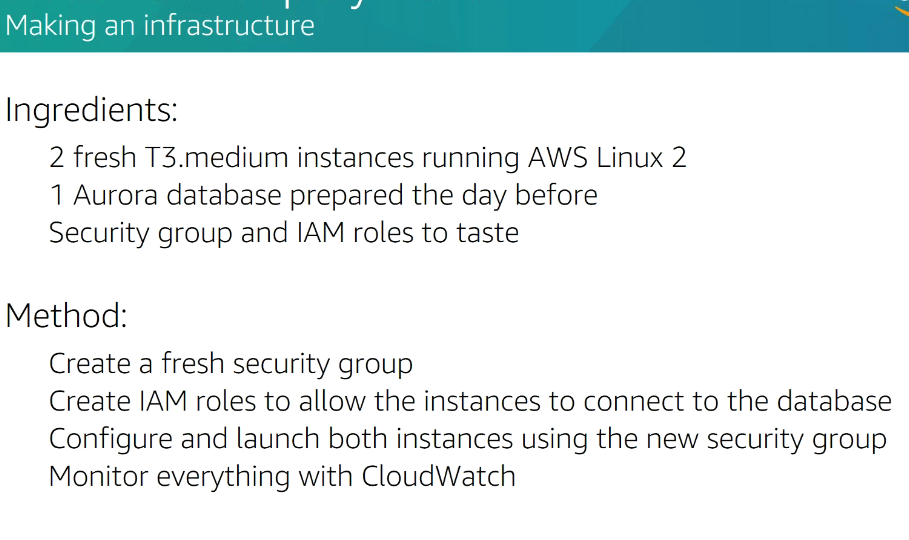 Making an infrastructure
Ingredients:
2 fresh T3.medium instances running AWS Linux 2
1 Aurora database prepared the day before
Security group and IAM roles to taste
Method:
Create a fresh security group
Create IAM roles to allow the instances to connect to the database
Configure and launch both instances using the new security group
Monitor everything with CloudWatch